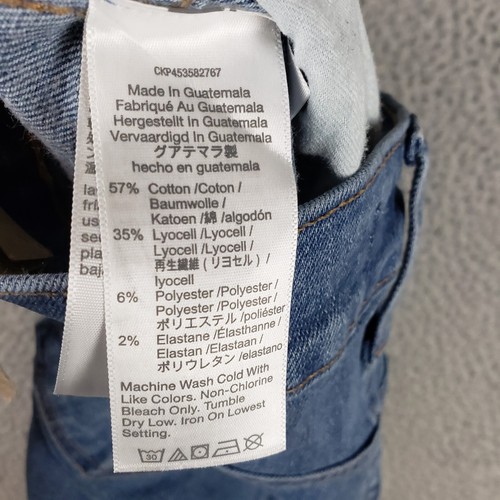 CKP453582767
Made In Guatemala
Fabriqué Au Guatemala
Hergestellt In Guatemala
Vervaardigd In Guatemala
グアテマラ製
hecho en guatemala
57% Cotton /Coton /
Baumwolle /
Katoen /綿 /algodón
35% Lyocell /Lyocell /
Lyocell /Lyocell /
再生繊維 ( リヨセル ) /
lyocell
6% Polyester /Polyester /
Polyester /Polyester /
ポリエステル /poliéster
2% Elastane /Élasthanne /
Elastan /Elastaan /
ポリウレタン /elastano
Machine Wash Cold With
Like Colors. Non-Chlorine
Bleach Only. Tumble
Dry Low. Iron On Lowest
Setting.
30